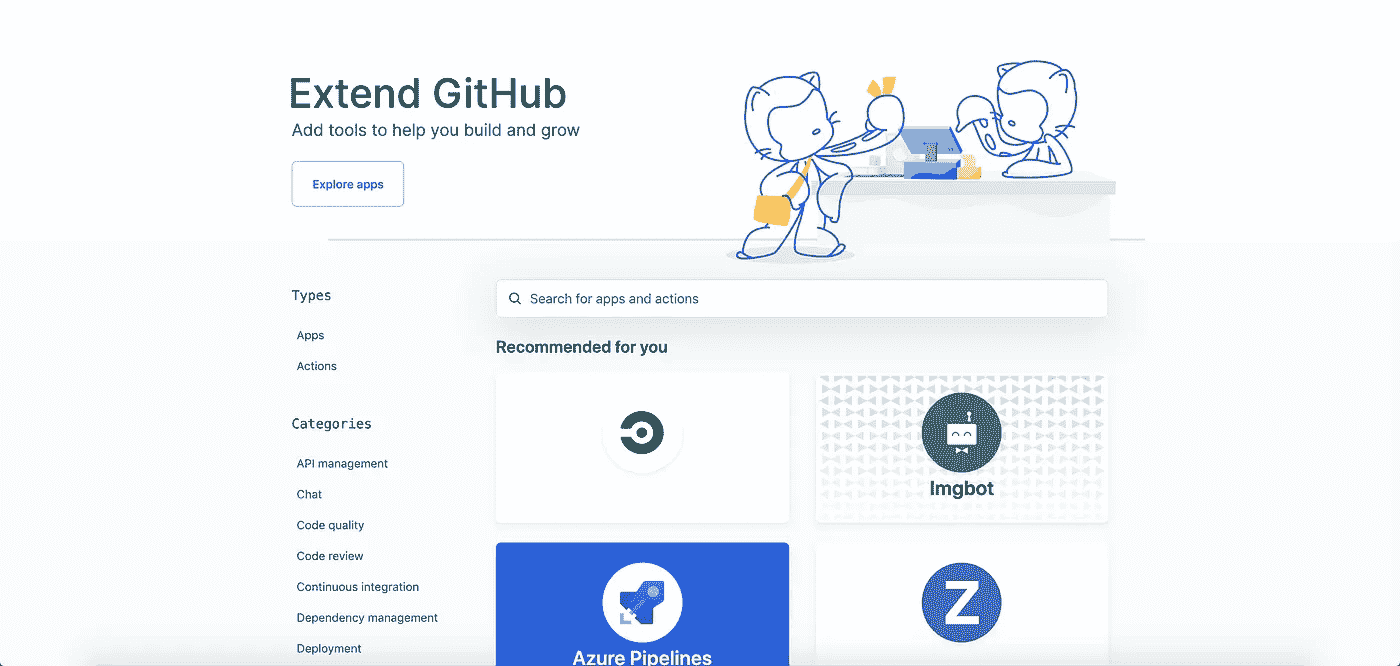 Extend GitHub
Add tools to help you build and grow
Explore apps
Types
Apps
Actions
Categories
API management
Chat
Code quality
Code review
Continuous integration
Dependency management
Deployment
Search for apps and actions
Recommended for you
Imgbot
Azure Pipelines
Z